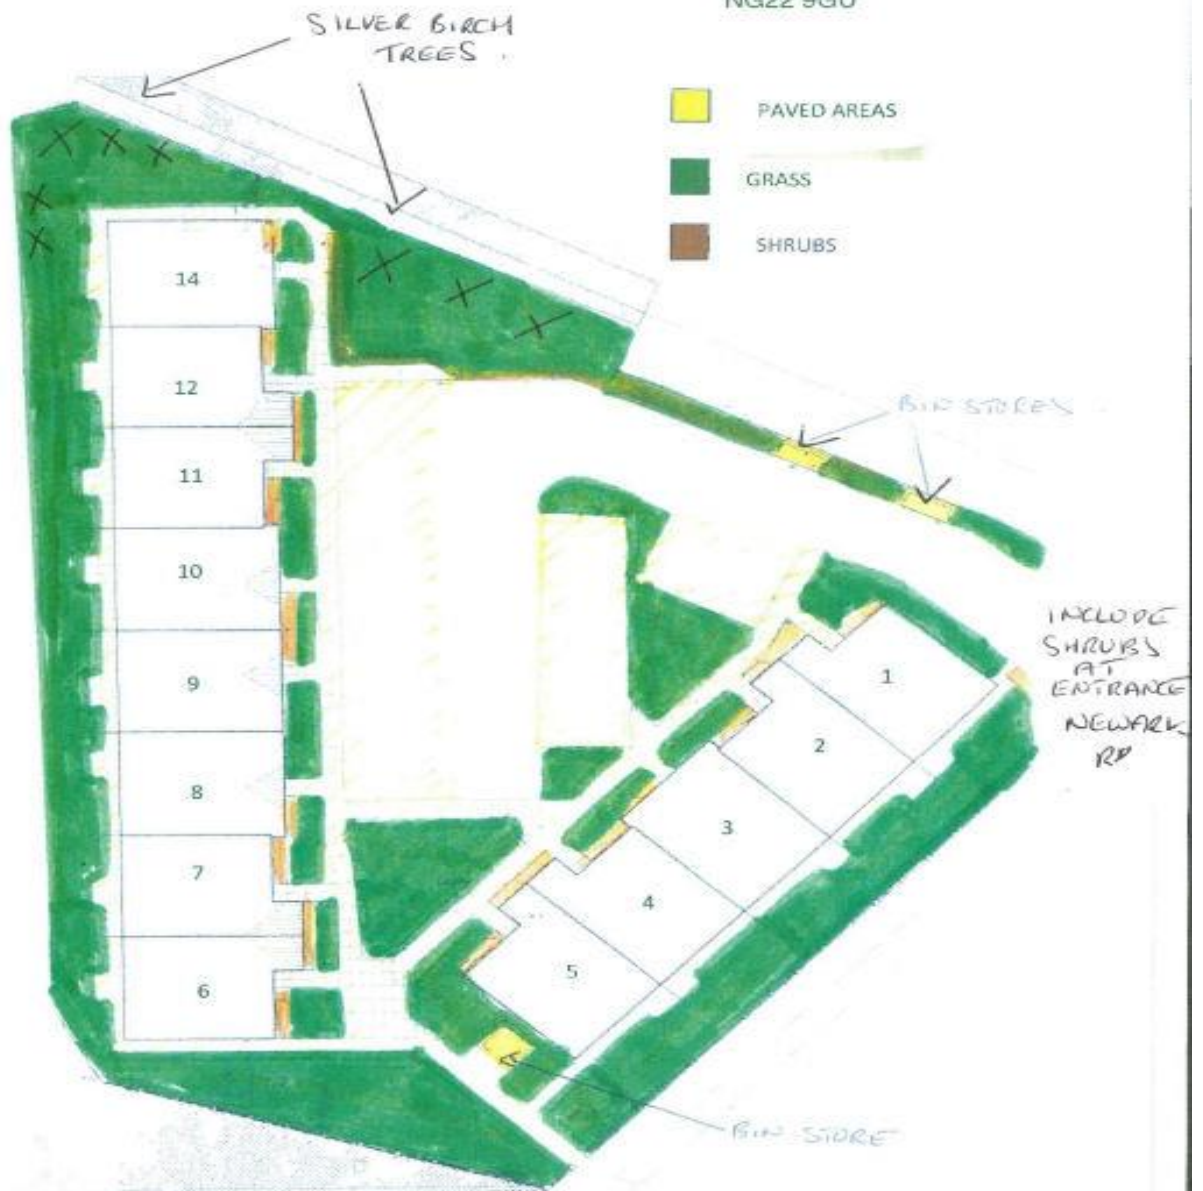 NG22 9GU
SILVER BIRCH
TREES.
PAVED AREAS
GRASS
SHRUBS
14
12
11
10
9
8
7
6
BIN STORES
1
2
3
4
5
INCLUDE
SHRUBS
AT
ENTRANCE
NEWARK
RD
BIN STORE